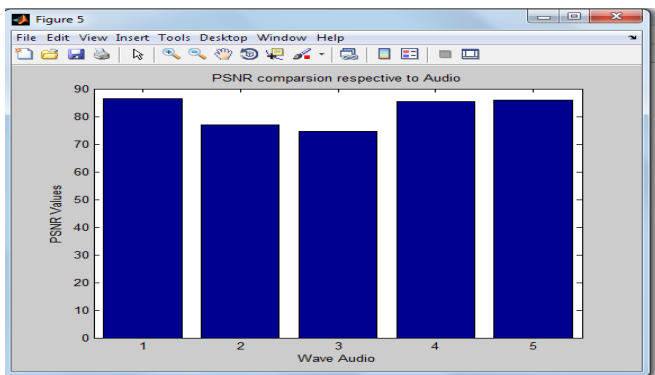 Figure 5
File Edit View Insert Tools Desktop Window Help
PSNR comparsion respective to Audio
90
80
70
60
50
40
30
20
10
0
PSNR Values
1 2 3 4 5
Wave Audio